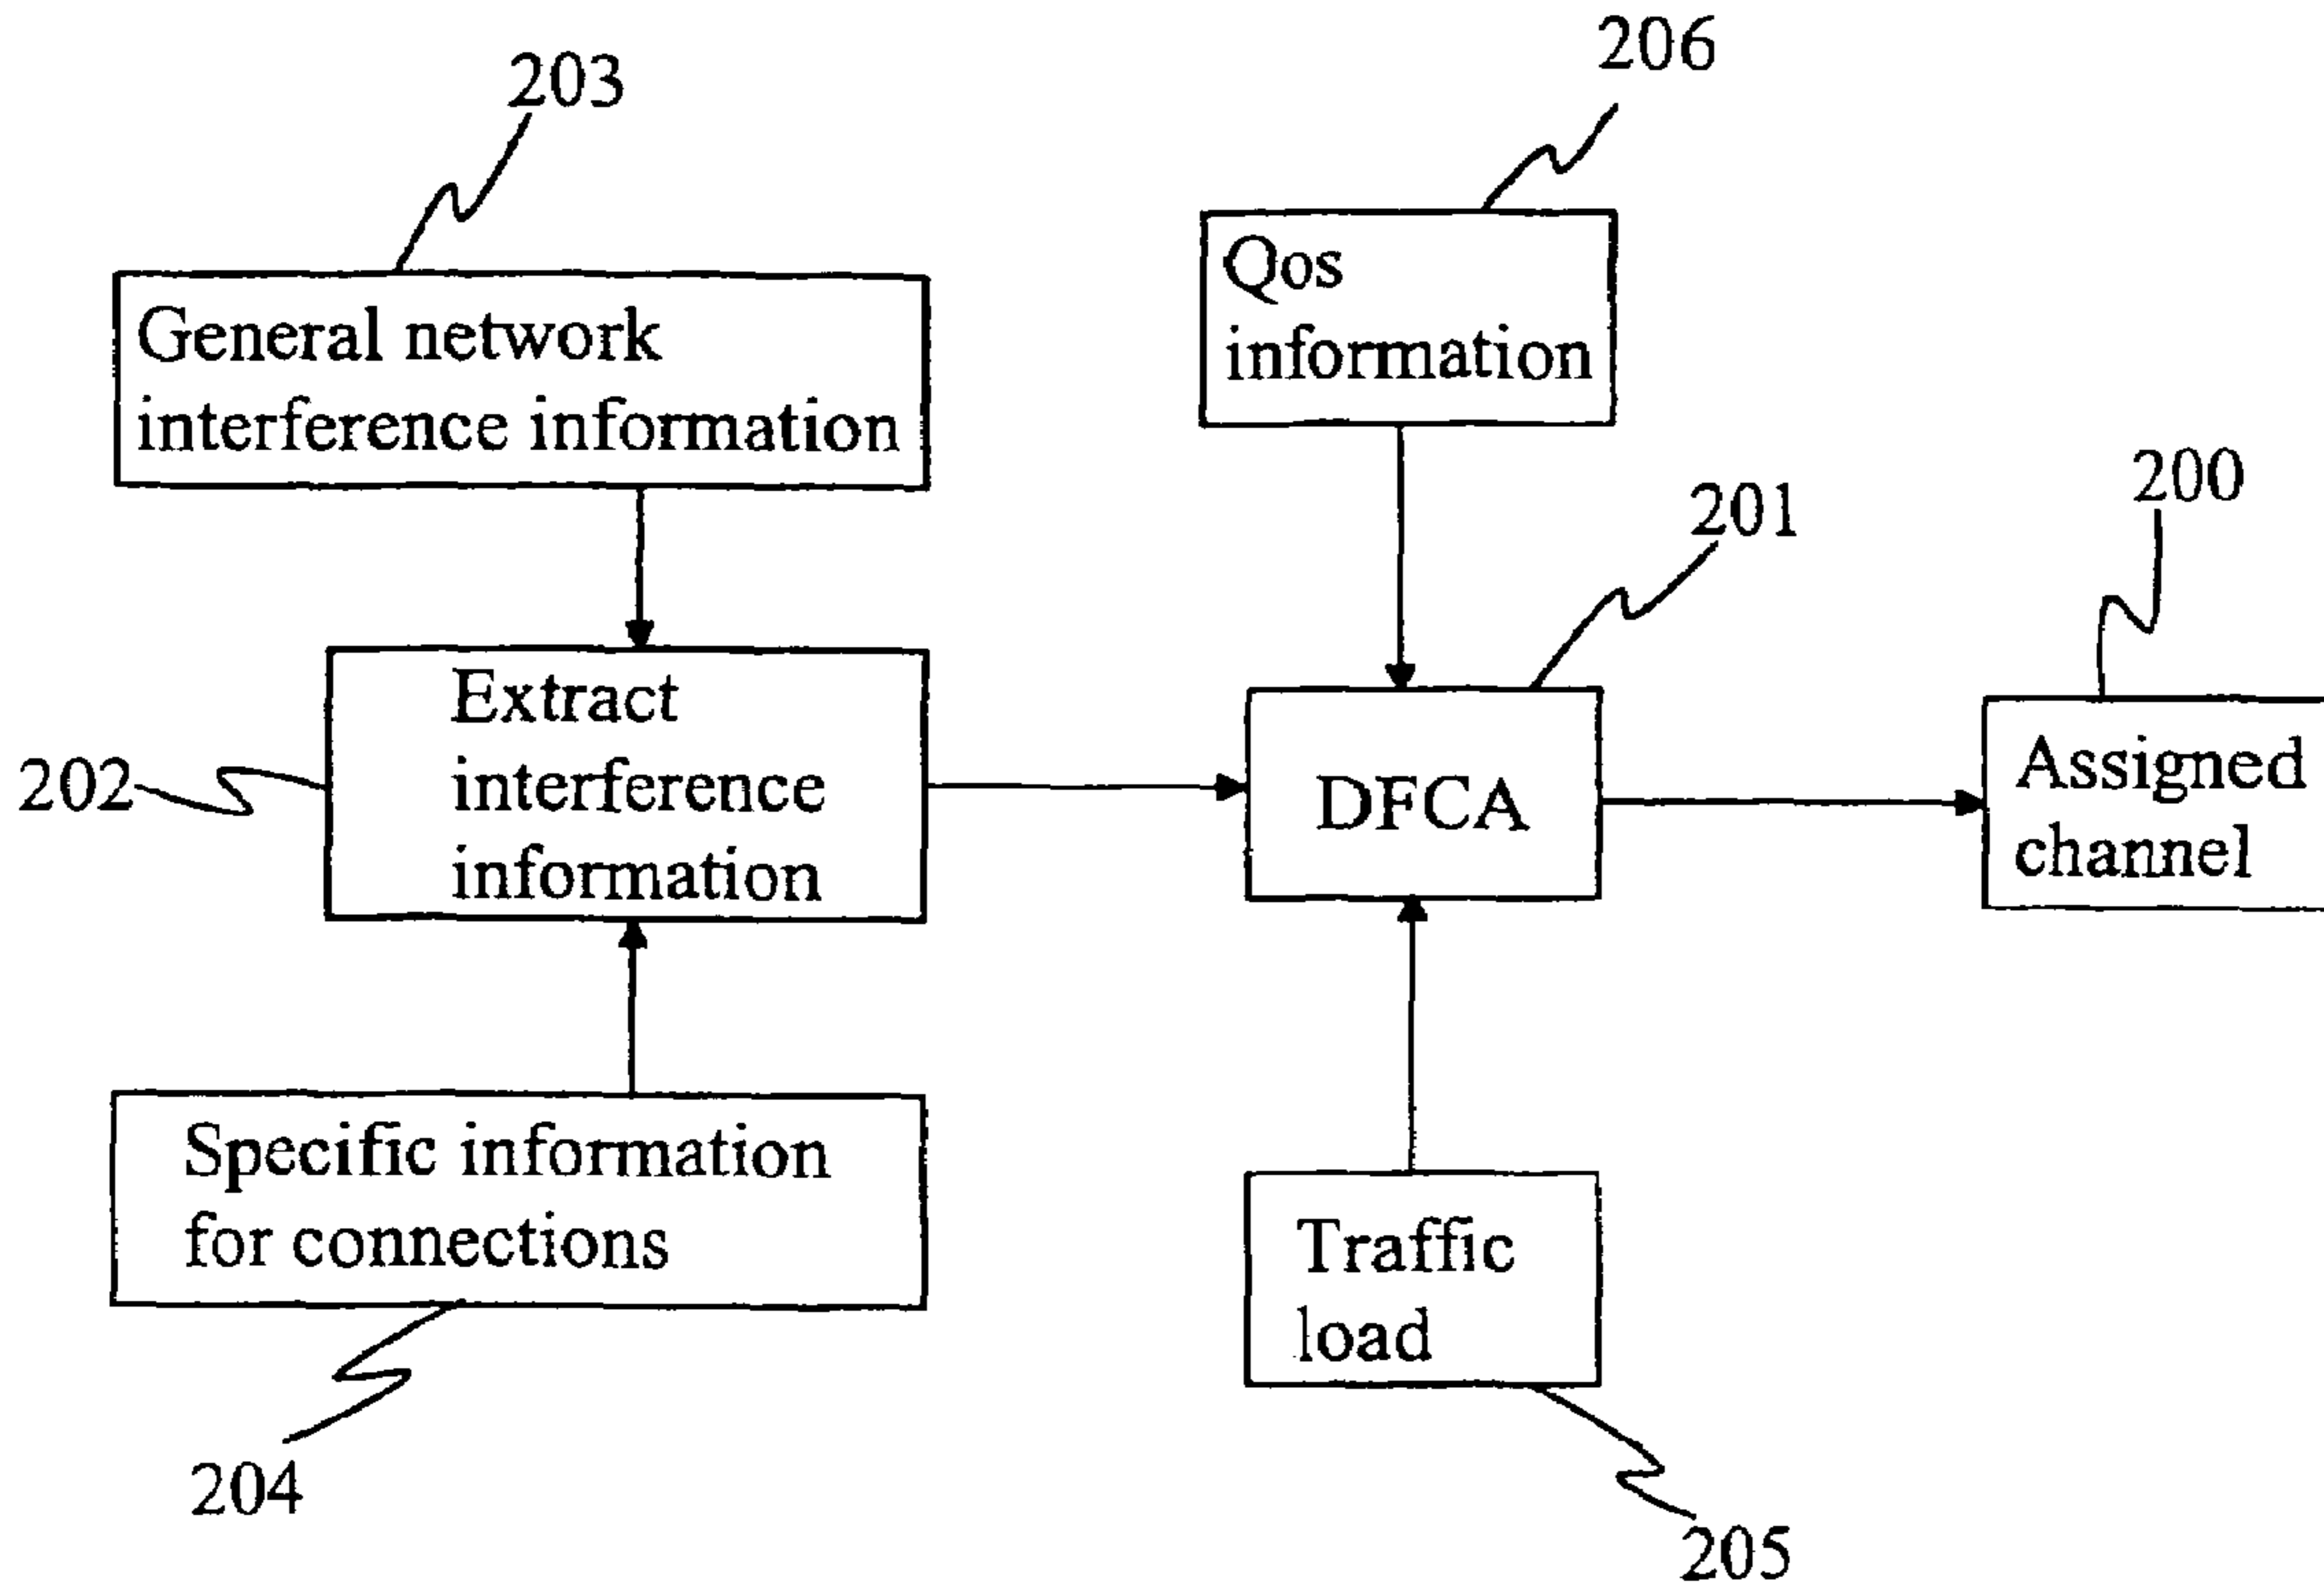 203
206
General network
interference information
Qos
information
200
201
Extract
interference
information
202
DFCA
Assigned
channel
Specific information
for connections
Traffic
load
204
205